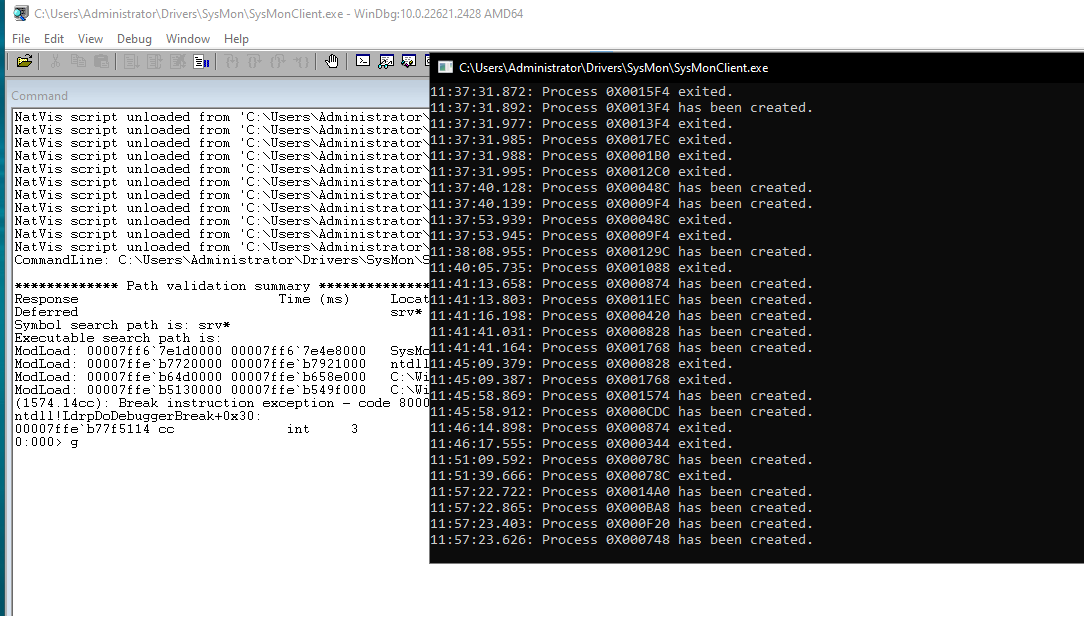 C:\Users\Administrator\Drivers\SysMon\SysMonClient.exe - WinDbg:10.0.22621.2428 AMD64
File Edit View Debug Window Help
Command
NatVis script unloaded from 'C:\Users\Administrator\
NatVis script unloaded from 'C:\Users\Administrator\
NatVis script unloaded from 'C:\Users\Administrator\
NatVis script unloaded from 'C:\Users\Administrator\
NatVis script unloaded from 'C:\Users\Administrator\
NatVis script unloaded from 'C:\Users\Administrator\
NatVis script unloaded from 'C:\Users\Administrator\
NatVis script unloaded from 'C:\Users\Administrator\
NatVis script unloaded from 'C:\Users\Administrator\
NatVis script unloaded from 'C:\Users\Administrator\
NatVis script unloaded from 'C:\Users\Administrator\
CommandLine: C:\Users\Administrator\Drivers\SysMon\S
************* Path validation summary **************
Response Time (ms) Locat
Deferred srv*
Symbol search path is: srv*
Executable search path is:
ModLoad: 00007ff6`7e1d0000 00007ff6`7e4e8000 SysMo
ModLoad: 00007ffe`b7720000 00007ffe`b7921000 ntdll
ModLoad: 00007ffe`b64d0000 00007ffe`b658e000 C:\Wi
ModLoad: 00007ffe`b5130000 00007ffe`b549f000 C:\Wi
(1574.14cc): Break instruction exception - code 8000
ntdll!LdrpDoDebuggerBreak+0x30:
00007ffe`b77f5114 cc int 3
0:000> g
C:\Users\Administrator\Drivers\SysMon\SysMonClient.exe
11:37:31.872: Process 0X0015F4 exited.
11:37:31.892: Process 0X0013F4 has been created.
11:37:31.977: Process 0X0013F4 exited.
11:37:31.985: Process 0X0017EC exited.
11:37:31.988: Process 0X0001B0 exited.
11:37:31.995: Process 0X0012C0 exited.
11:37:40.128: Process 0X00048C has been created.
11:37:40.139: Process 0X0009F4 has been created.
11:37:53.939: Process 0X00048C exited.
11:37:53.945: Process 0X0009F4 exited.
11:38:08.955: Process 0X00129C has been created.
11:40:05.735: Process 0X001088 exited.
11:41:13.658: Process 0X000874 has been created.
11:41:13.803: Process 0X0011EC has been created.
11:41:16.198: Process 0X000420 has been created.
11:41:41.031: Process 0X000828 has been created.
11:41:41.164: Process 0X001768 has been created.
11:45:09.379: Process 0X000828 exited.
11:45:09.387: Process 0X001768 exited.
11:45:58.869: Process 0X001574 has been created.
11:45:58.912: Process 0X000CDC has been created.
11:46:14.898: Process 0X000874 exited.
11:46:17.555: Process 0X000344 exited.
11:51:09.592: Process 0X00078C has been created.
11:51:39.666: Process 0X00078C exited.
11:57:22.722: Process 0X0014A0 has been created.
11:57:22.865: Process 0X000BA8 has been created.
11:57:23.403: Process 0X000F20 has been created.
11:57:23.626: Process 0X000748 has been created.